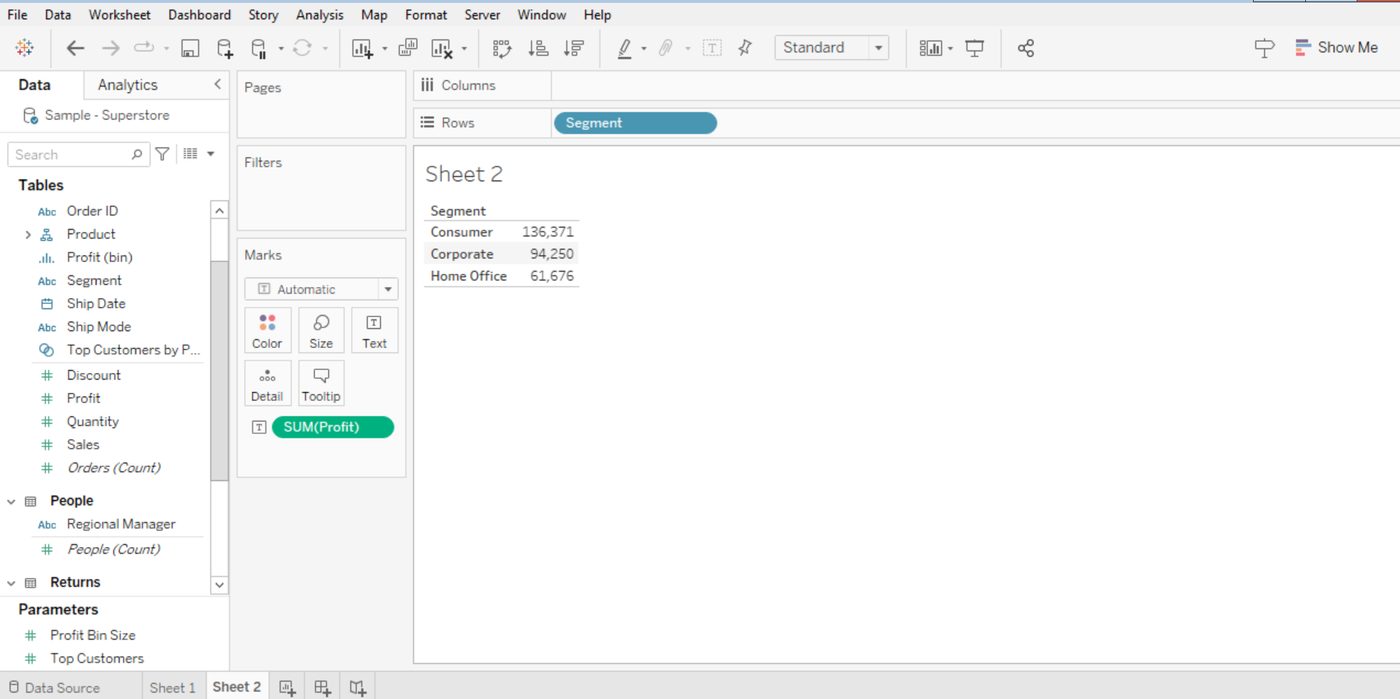 File Data Worksheet Dashboard Story Analysis Map Format Server Window Help
Standard
Show Me
Data Analytics
Sample - Superstore
Search
Tables
Abc Order ID
Product
Profit (bin)
Abc Segment
Ship Date
Abc Ship Mode
Top Customers by P...
# Discount
# Profit
# Quantity
# Sales
# Orders (Count)
People
Abc Regional Manager
# People (Count)
Returns
Parameters
# Profit Bin Size
# Top Customers
Pages
Filters
Marks
T Automatic
Color Size T Text
Detail Tooltip
T SUM(Profit)
Columns
Rows Segment
Sheet 2
Segment
Consumer 136,371
Corporate 94,250
Home Office 61,676
Data Source Sheet 1 Sheet 2